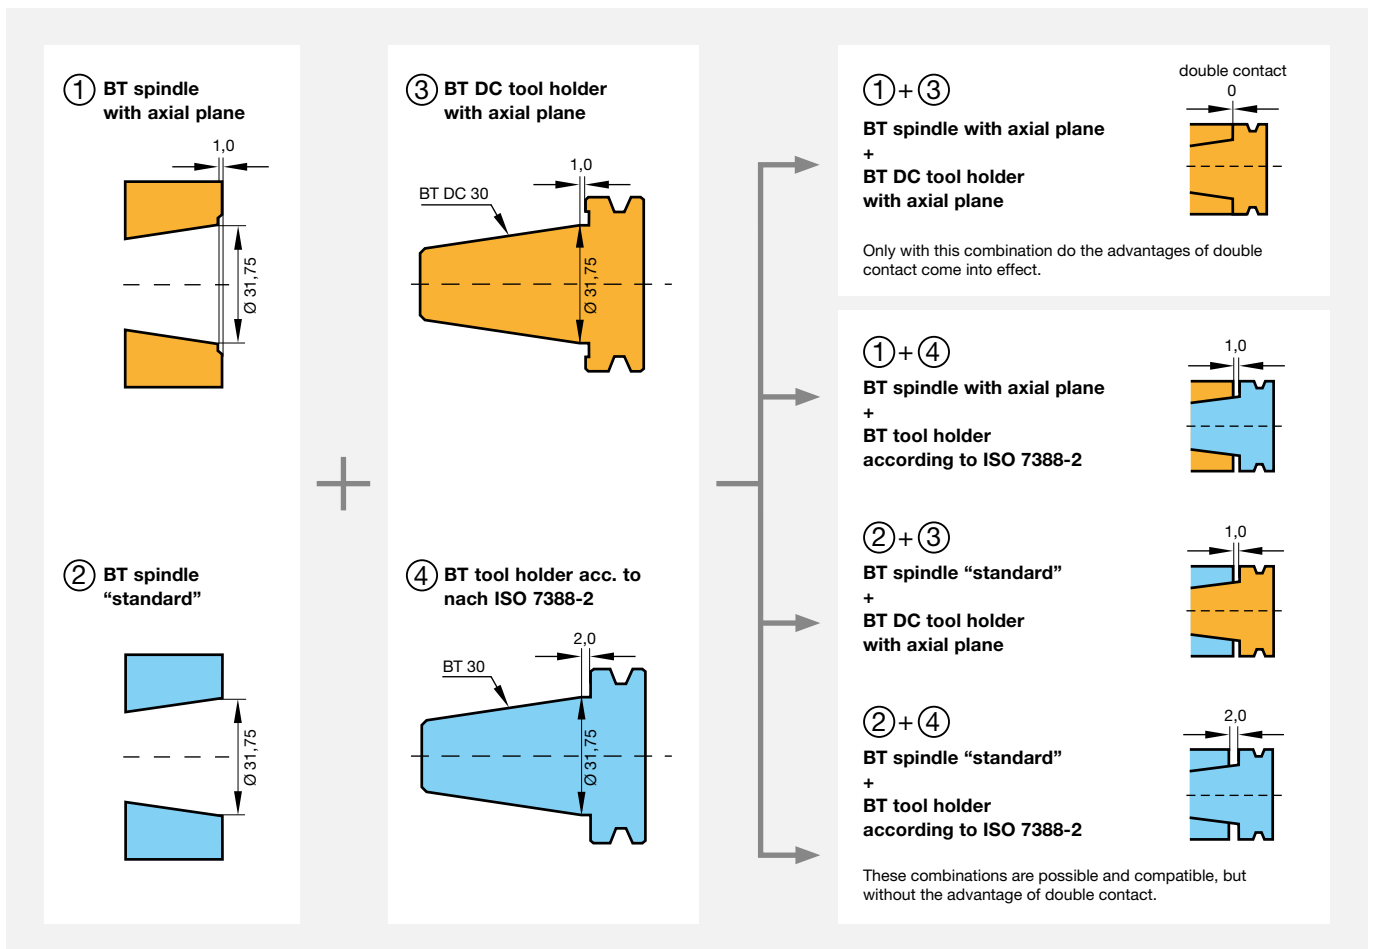 1 BT spindle
with axial plane
1,0
Ø 31,75
2 BT spindle
“standard”
Ø 31,75
3 BT DC tool holder
with axial plane
1,0
BT DC 30
Ø 31,75
4 BT tool holder acc. to
nach ISO 7388-2
2,0
BT 30
Ø 31,75
1+3
BT spindle with axial plane
+
BT DC tool holder
with axial plane
double contact
0
Only with this combination do the advantages of double
contact come into effect.
1+4
BT spindle with axial plane
+
BT tool holder
according to ISO 7388-2
1,0
2+3
BT spindle “standard”
+
BT DC tool holder
with axial plane
1,0
2+4
BT spindle “standard”
+
BT tool holder
according to ISO 7388-2
2,0
These combinations are possible and compatible, but
without the advantage of double contact.